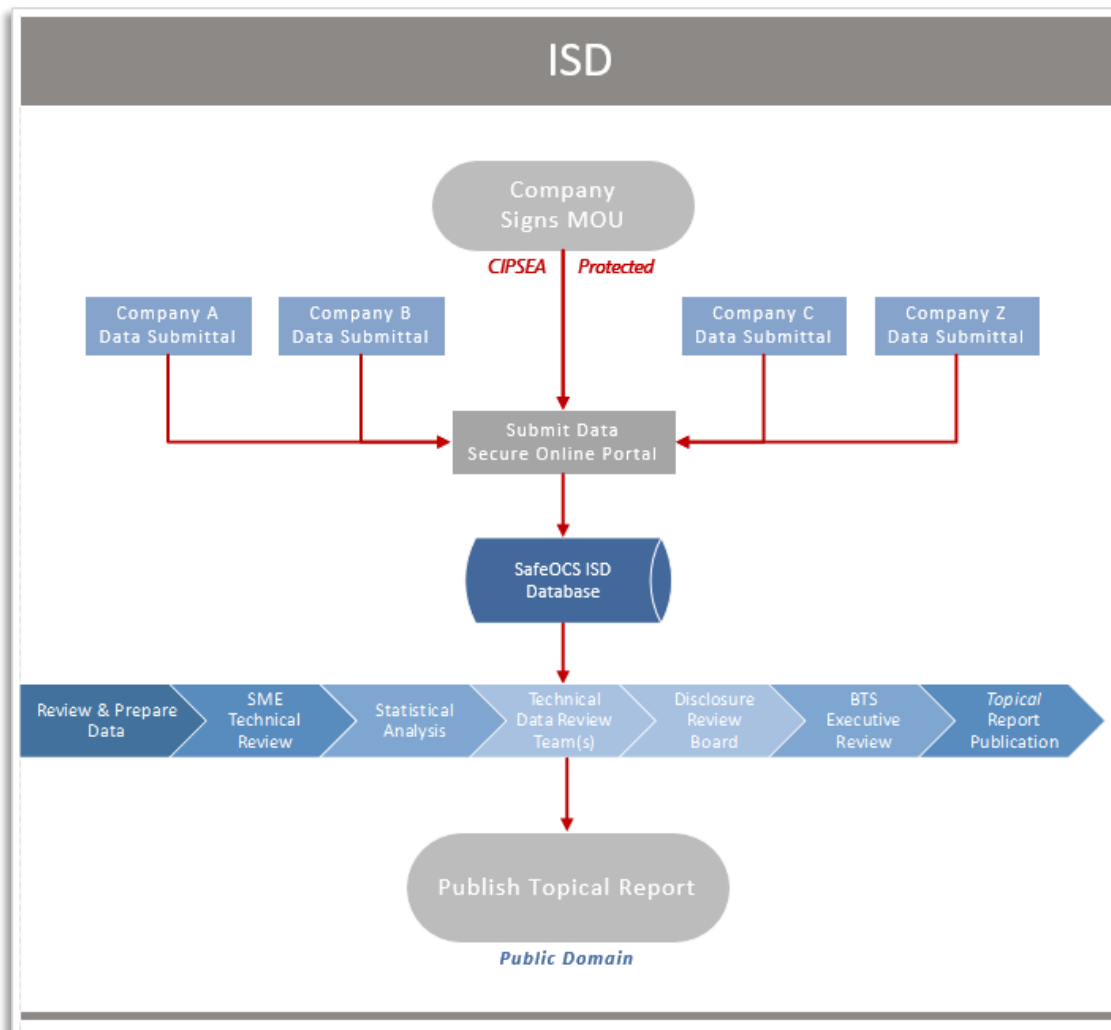 ISD
Company
Signs MOU
CIPSEA Protected
Company A
Data Submittal
Company B
Data Submittal
Company C
Data Submittal
Company Z
Data Submittal
Submit Data
Secure Online Portal
SafeOCS ISD
Database
Review & Prepare
Data
SME
Technical
Review
Statistical
Analysis
Technical
Data Review
Team(s)
Disclosure
Review
Board
BTS
Executive
Review
Topical
Report
Publication
Publish Topical Report
Public Domain